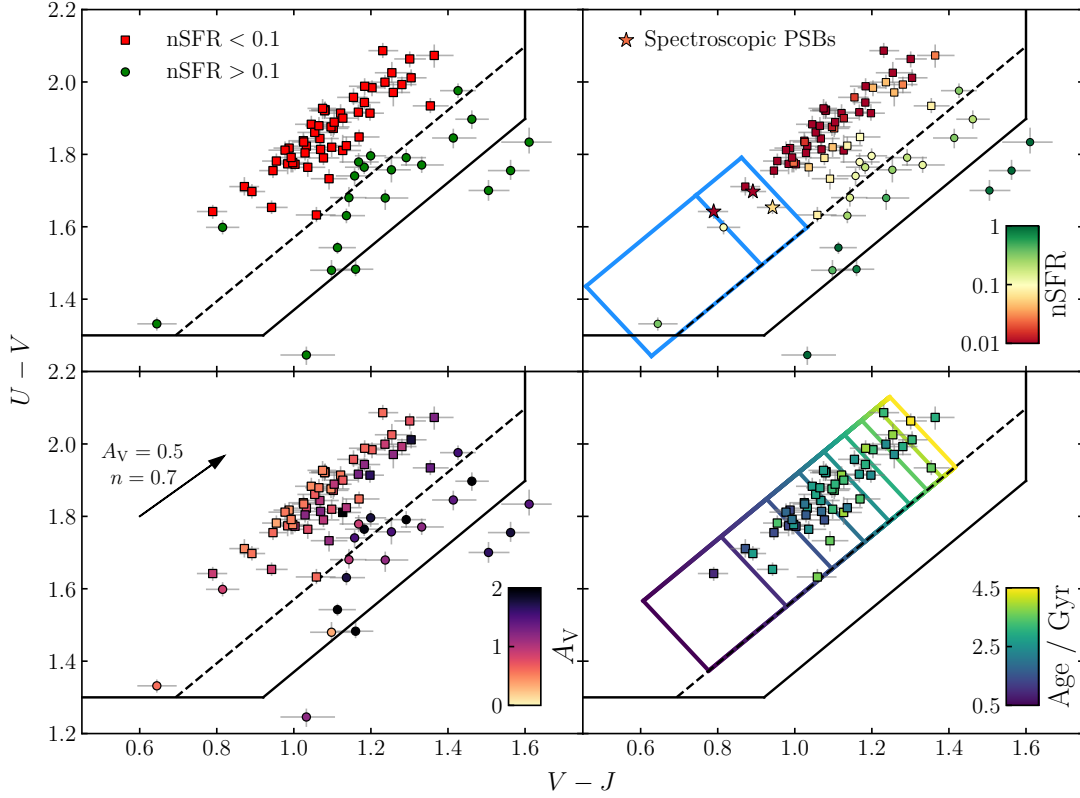 2.2
2.0
1.8
1.6
1.4
nSFR < 0.1
nSFR > 0.1
Spectroscopic PSBs
1
0.1
0.01
nSFR
U − V
2.2
2.0
1.8
1.6
1.4
1.2
A_V = 0.5
n = 0.7
2
1
0
A_V
4.5
2.5
0.5
Age / Gyr
0.6 0.8 1.0 1.2 1.4 1.6
0.6 0.8 1.0 1.2 1.4 1.6
V − J